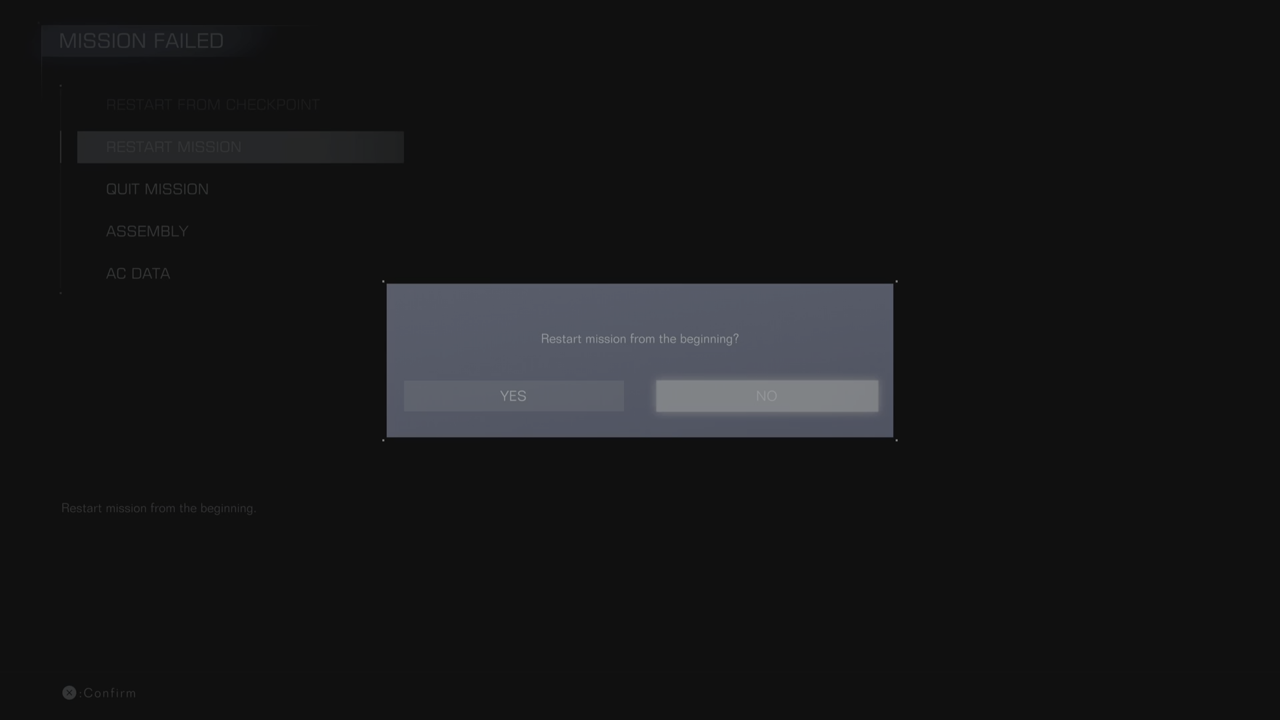 MISSION FAILED
RESTART FROM CHECKPOINT
RESTART MISSION
QUIT MISSION
ASSEMBLY
AC DATA
Restart mission from the beginning?
YES
NO
Restart mission from the beginning.
:Confirm